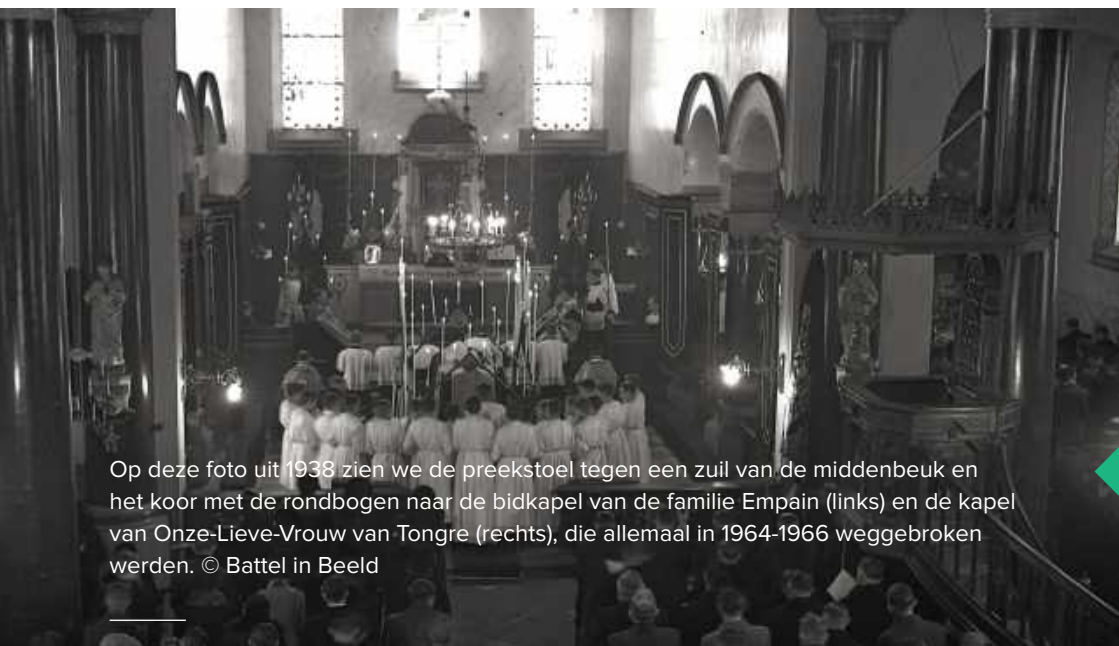 Op deze foto uit 1938 zien we de preekstoel tegen een zuil van de middenbeuk en
het koor met de rondbogen naar de bidkapel van de familie Empain (links) en de kapel
van Onze-Lieve-Vrouw van Tongre (rechts), die allemaal in 1964-1966 weggebroken
werden. © Battel in Beeld